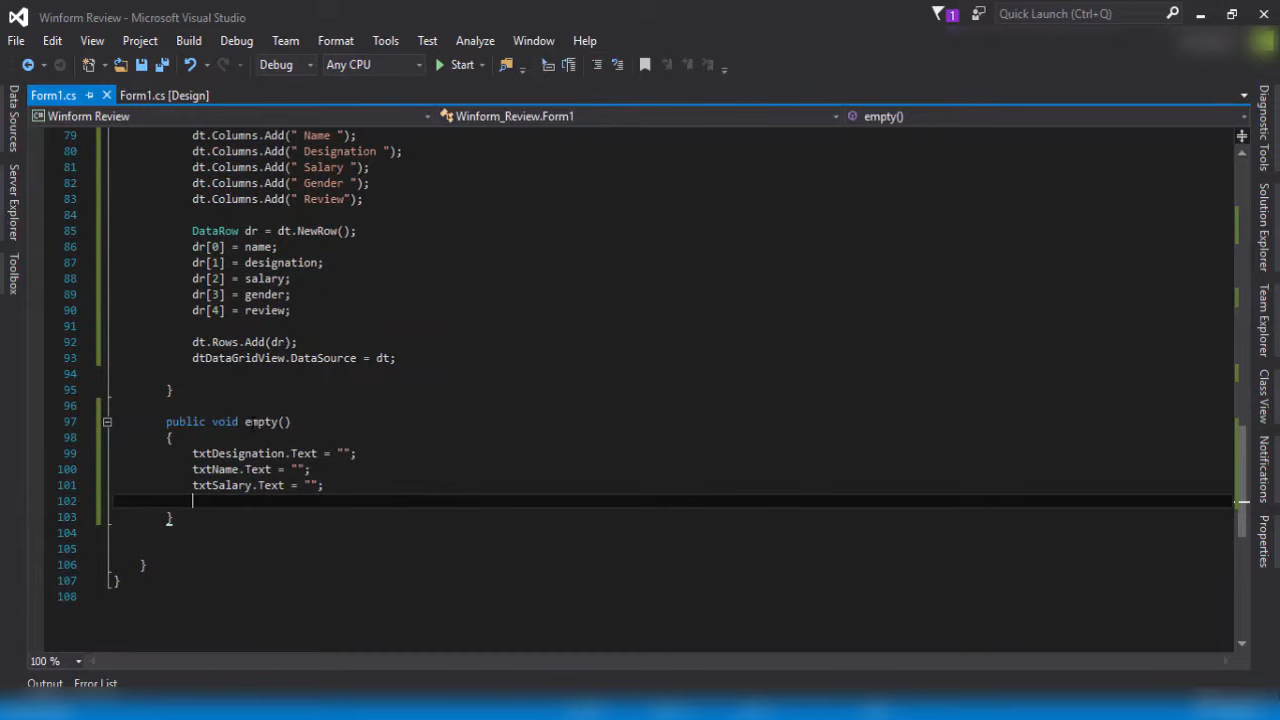 Winform Review - Microsoft Visual Studio
1
Quick Launch (Ctrl+Q)
File Edit View Project Build Debug Team Format Tools Test Analyze Window Help
Debug Any CPU Start
Form1.cs Form1.cs [Design]
Winform Review Winform_Review.Form1 empty()
79 dt.Columns.Add(" Name ");
80 dt.Columns.Add(" Designation ");
81 dt.Columns.Add(" Salary ");
82 dt.Columns.Add(" Gender ");
83 dt.Columns.Add(" Review");
84
85 DataRow dr = dt.NewRow();
86 dr[0] = name;
87 dr[1] = designation;
88 dr[2] = salary;
89 dr[3] = gender;
90 dr[4] = review;
91
92 dt.Rows.Add(dr);
93 dtDataGridView.DataSource = dt;
94
95 }
96
97 public void empty()
98 {
99 txtDesignation.Text = "";
100 txtName.Text = "";
101 txtSalary.Text = "";
102
103 }
104
105
106 }
107 }
108
100 %
Output Error List
Data Sources
Server Explorer
Toolbox
Diagnostic Tools
Solution Explorer
Team Explorer
Class View
Notifications
Properties